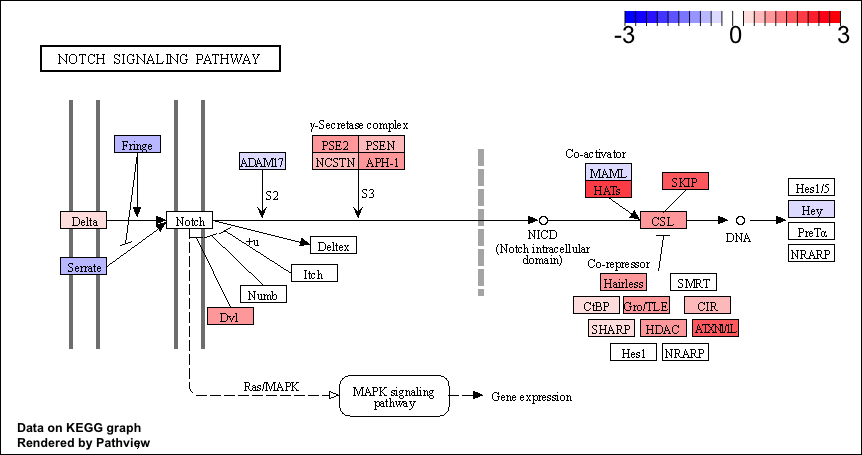 -3 0 3
NOTCH SIGNALING PATHWAY
γ-Secretase complex
Fringe
PSE2 PSEN
NCSTN APH-1
ADAM17
Co-activator
MAML
HATs
SKIP
S2
S3
Hes1/5
Hey
PreTα
NRARP
Delta
Notch
CSL
NICD
(Notch intracellular
domain)
DNA
+u
Deltex
Serrate
Itch
Numb
Dvl
Co-repressor
Hairless
SMRT
CtBP
Gro/TLE
CIR
SHARP
HDAC
ATXN1/1L
Hes1
NRARP
Ras/MAPK
MAPK signaling
pathway
Gene expression
Data on KEGG graph
Rendered by Pathview